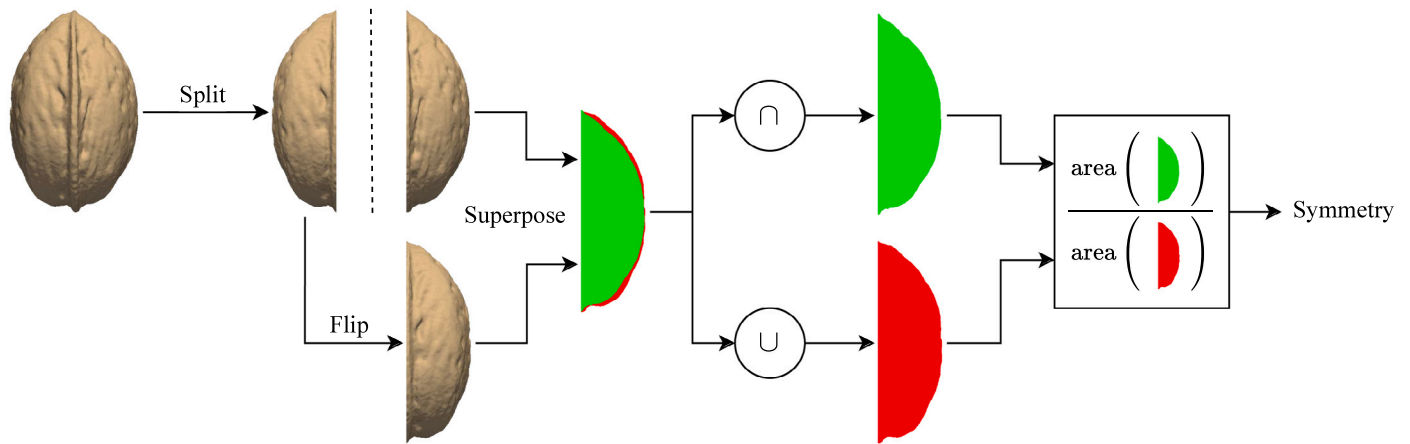 Split
Flip
Superpose
∩
∪
area ( )
area ( )
Symmetry